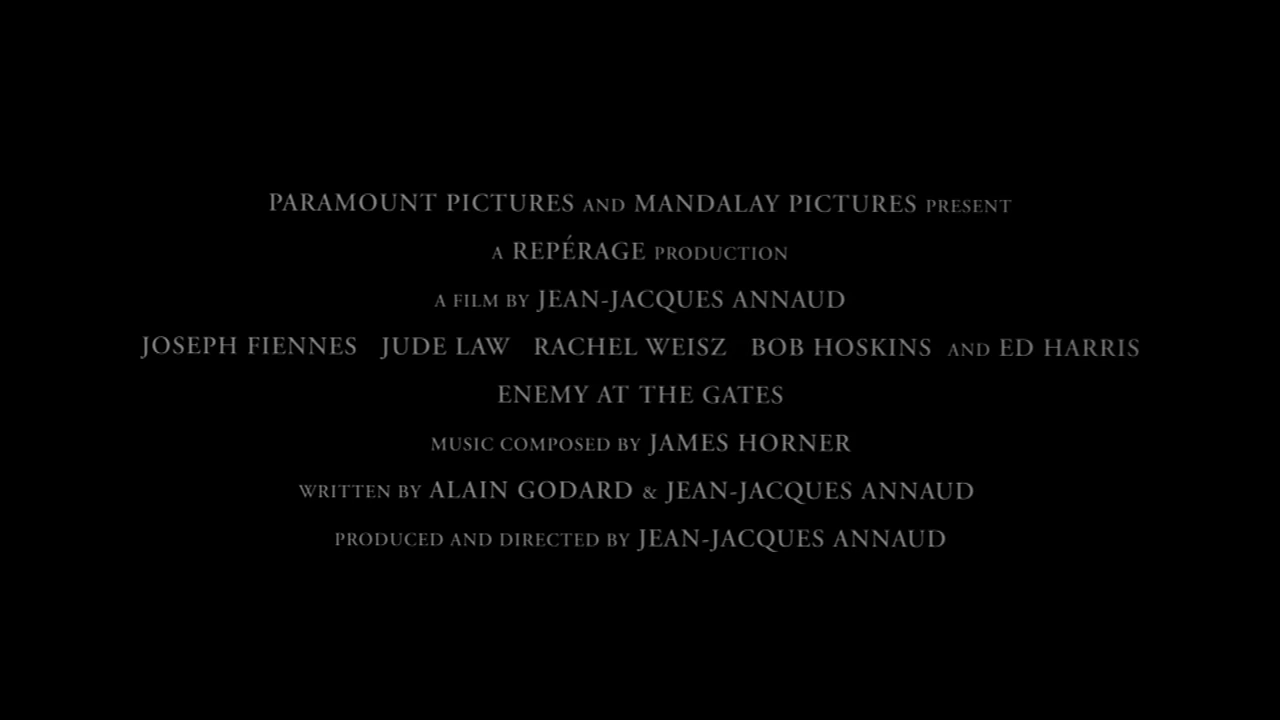 PARAMOUNT PICTURES AND MANDALAY PICTURES PRESENT
A REPÉRAGE PRODUCTION
A FILM BY JEAN-JACQUES ANNAUD
JOSEPH FIENNES JUDE LAW RACHEL WEISZ BOB HOSKINS AND ED HARRIS
ENEMY AT THE GATES
MUSIC COMPOSED BY JAMES HORNER
WRITTEN BY ALAIN GODARD & JEAN-JACQUES ANNAUD
PRODUCED AND DIRECTED BY JEAN-JACQUES ANNAUD